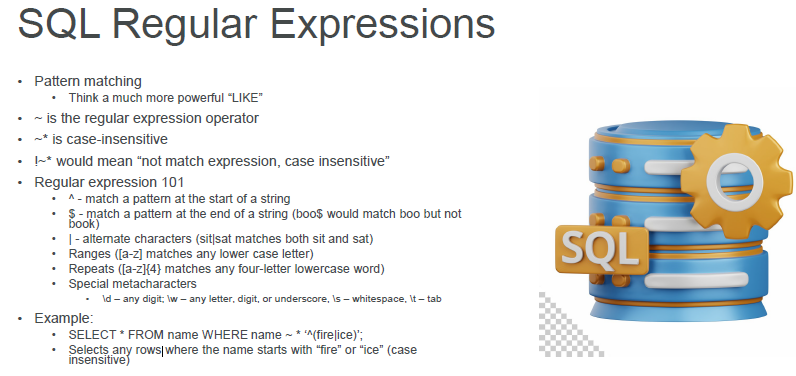 SQL Regular Expressions
• Pattern matching
• Think a much more powerful “LIKE”
• ~ is the regular expression operator
• ~* is case-insensitive
• !~* would mean “not match expression, case insensitive”
• Regular expression 101
• ^ - match a pattern at the start of a string
• $ - match a pattern at the end of a string (boo$ would match boo but not
book)
• | - alternate characters (sit|sat matches both sit and sat)
• Ranges ([a-z] matches any lower case letter)
• Repeats ([a-z]{4} matches any four-letter lowercase word)
• Special metacharacters
• \d – any digit; \w – any letter, digit, or underscore, \s – whitespace, \t – tab
• Example:
• SELECT * FROM name WHERE name ~ * ‘^(fire|ice)’;
• Selects any rows where the name starts with “fire” or “ice” (case
insensitive)
SQL